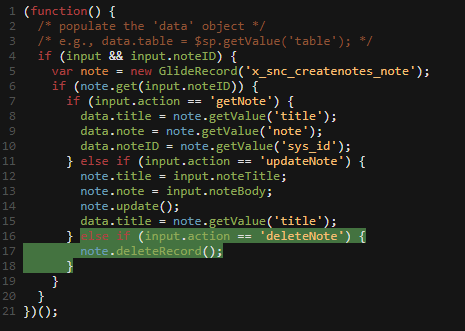 1 (function() {
2 /* populate the 'data' object */
3 /* e.g., data.table = $sp.getValue('table'); */
4 if (input && input.noteID) {
5 var note = new GlideRecord('x_snc_createnotes_note');
6 if (note.get(input.noteID)) {
7 if (input.action == 'getNote') {
8 data.title = note.getValue('title');
9 data.note = note.getValue('note');
10 data.noteID = note.getValue('sys_id');
11 } else if (input.action == 'updateNote') {
12 note.title = input.noteTitle;
13 note.note = input.noteBody;
14 note.update();
15 data.title = note.getValue('title');
16 } else if (input.action == 'deleteNote') {
17 note.deleteRecord();
18 }
19 }
20 }
21 })();